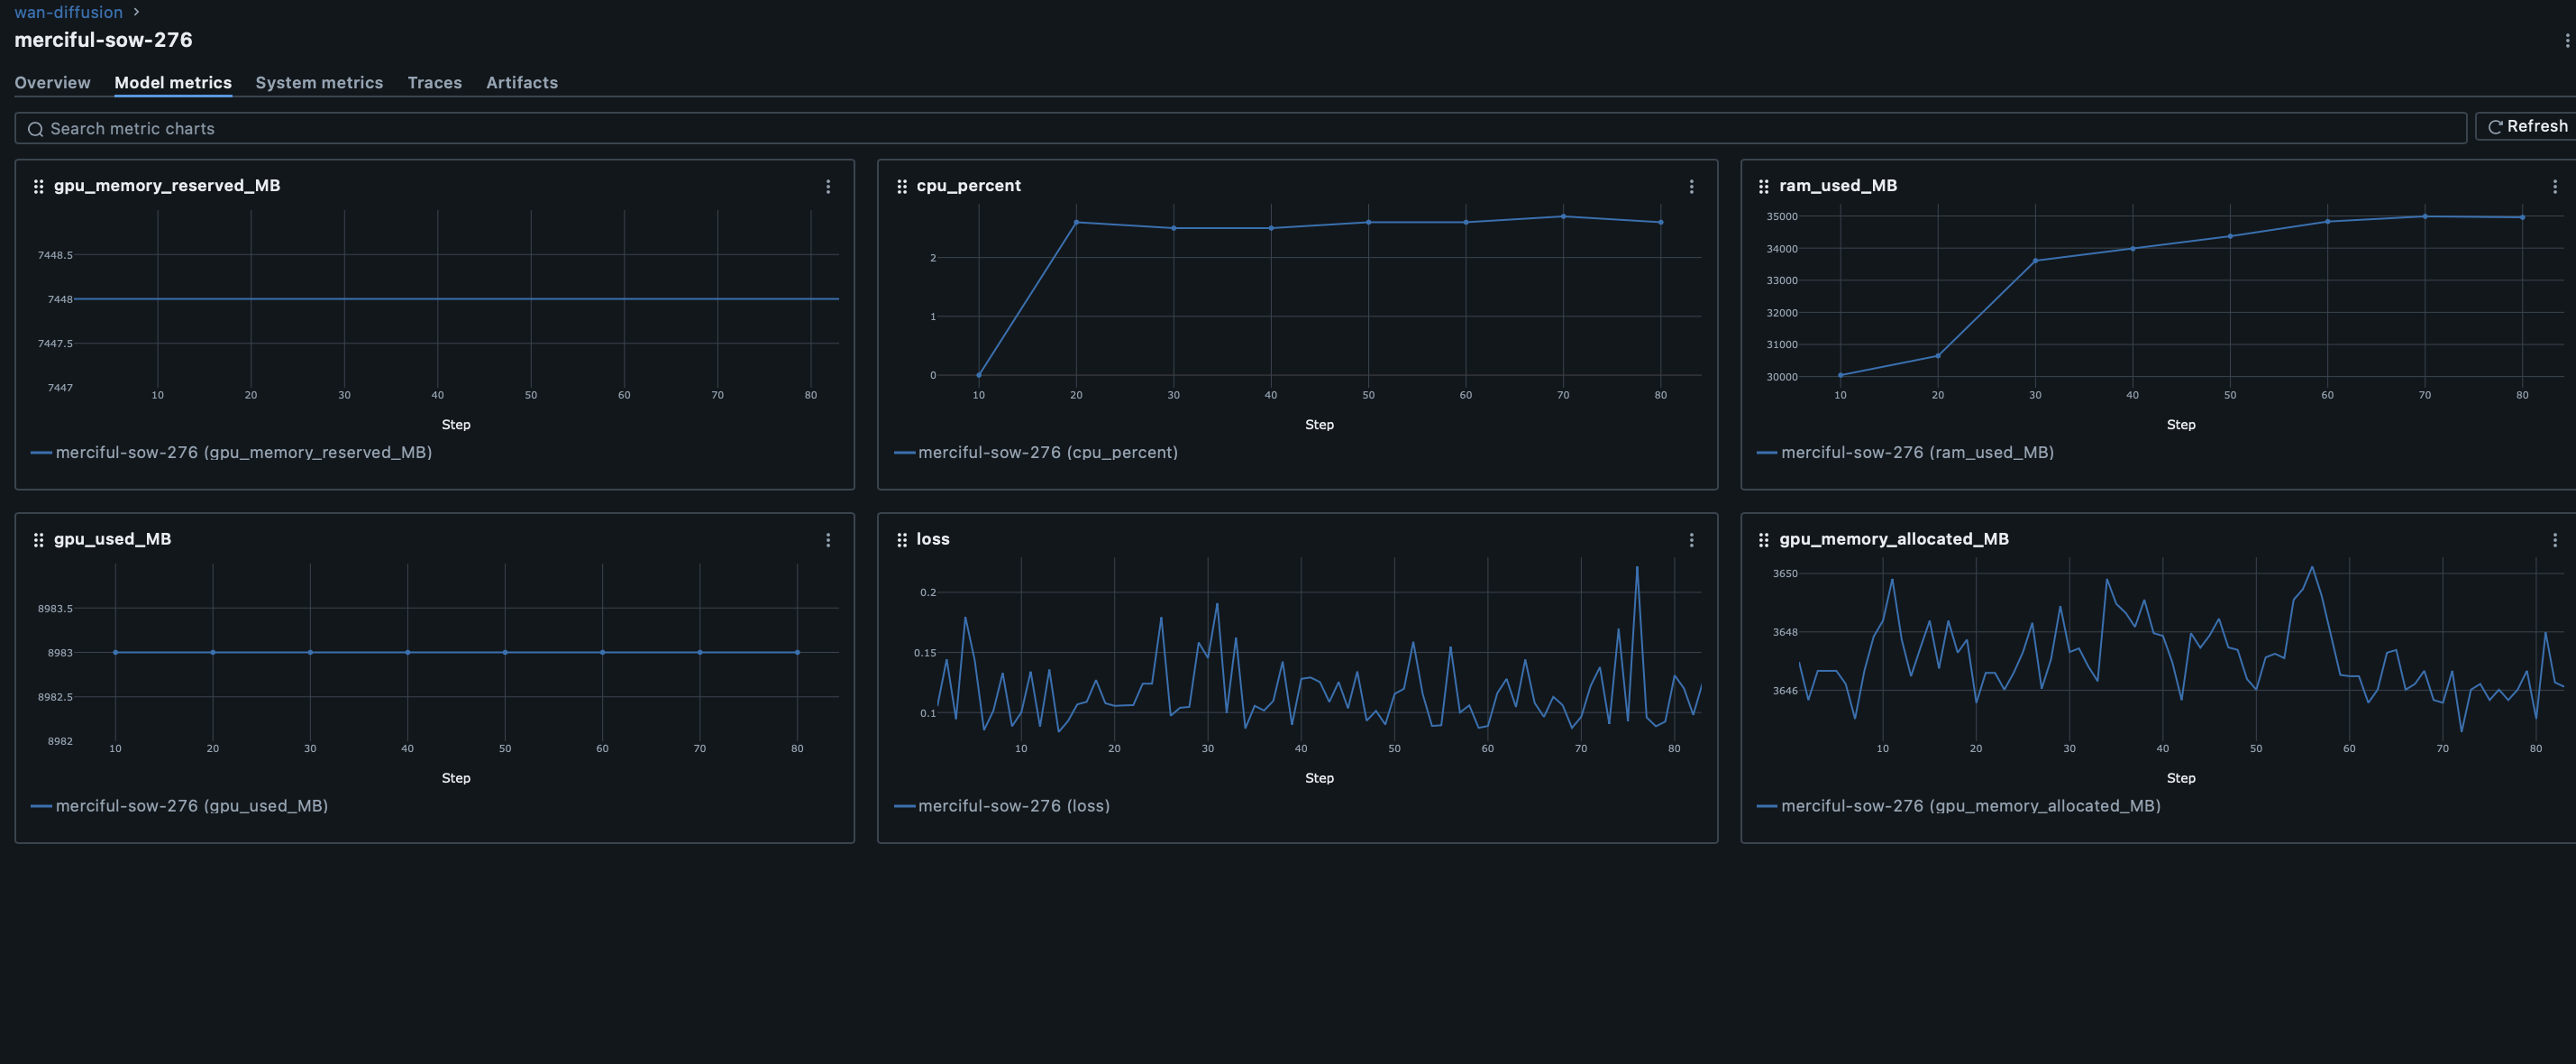 wan-diffusion
merciful-sow-276
Overview Model metrics System metrics Traces Artifacts
Search metric charts Refresh
gpu_memory_reserved_MB
7448.5
7448
7447.5
7447
10 20 30 40 50 60 70 80
Step
merciful-sow-276 (gpu_memory_reserved_MB)
cpu_percent
2
1
0
10 20 30 40 50 60 70 80
Step
merciful-sow-276 (cpu_percent)
ram_used_MB
35000
34000
33000
32000
31000
30000
10 20 30 40 50 60 70 80
Step
merciful-sow-276 (ram_used_MB)
gpu_used_MB
8983.5
8983
8982.5
8982
10 20 30 40 50 60 70 80
Step
merciful-sow-276 (gpu_used_MB)
loss
0.2
0.15
0.1
10 20 30 40 50 60 70 80
Step
merciful-sow-276 (loss)
gpu_memory_allocated_MB
3650
3648
3646
10 20 30 40 50 60 70 80
Step
merciful-sow-276 (gpu_memory_allocated_MB)